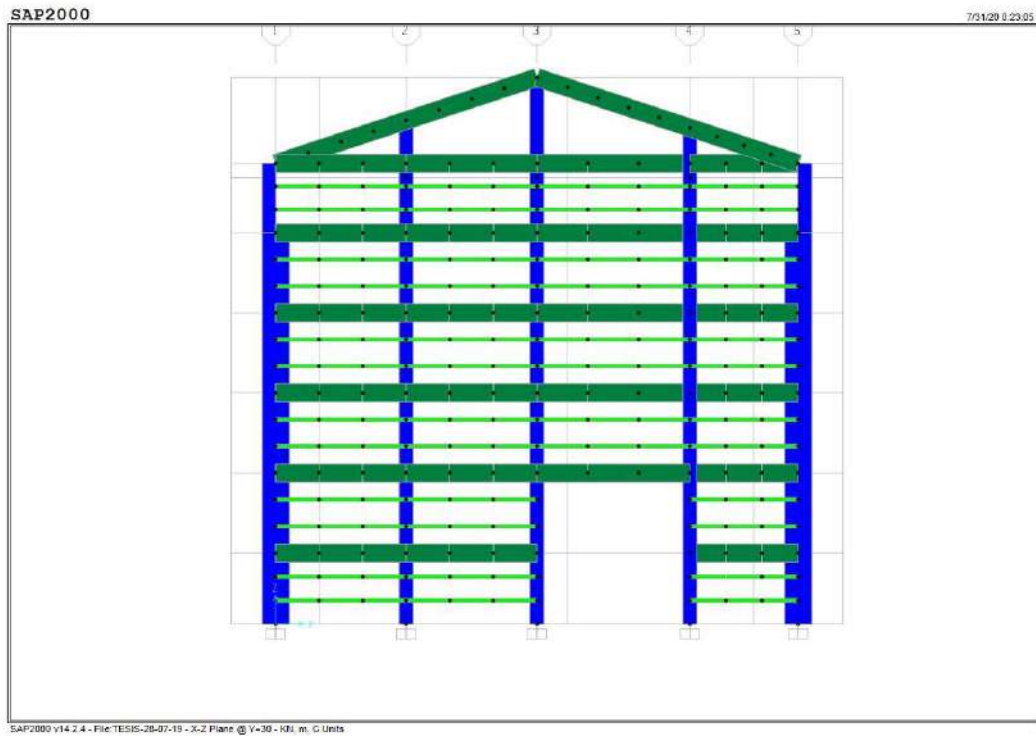 SAP2000
7/31/20 0:23:05
1 2 3 4 5
SAP2000 v14.2.4 - File:TESIS-28-07-19 - X-Z Plane @ Y=30 - KN, m, C Units